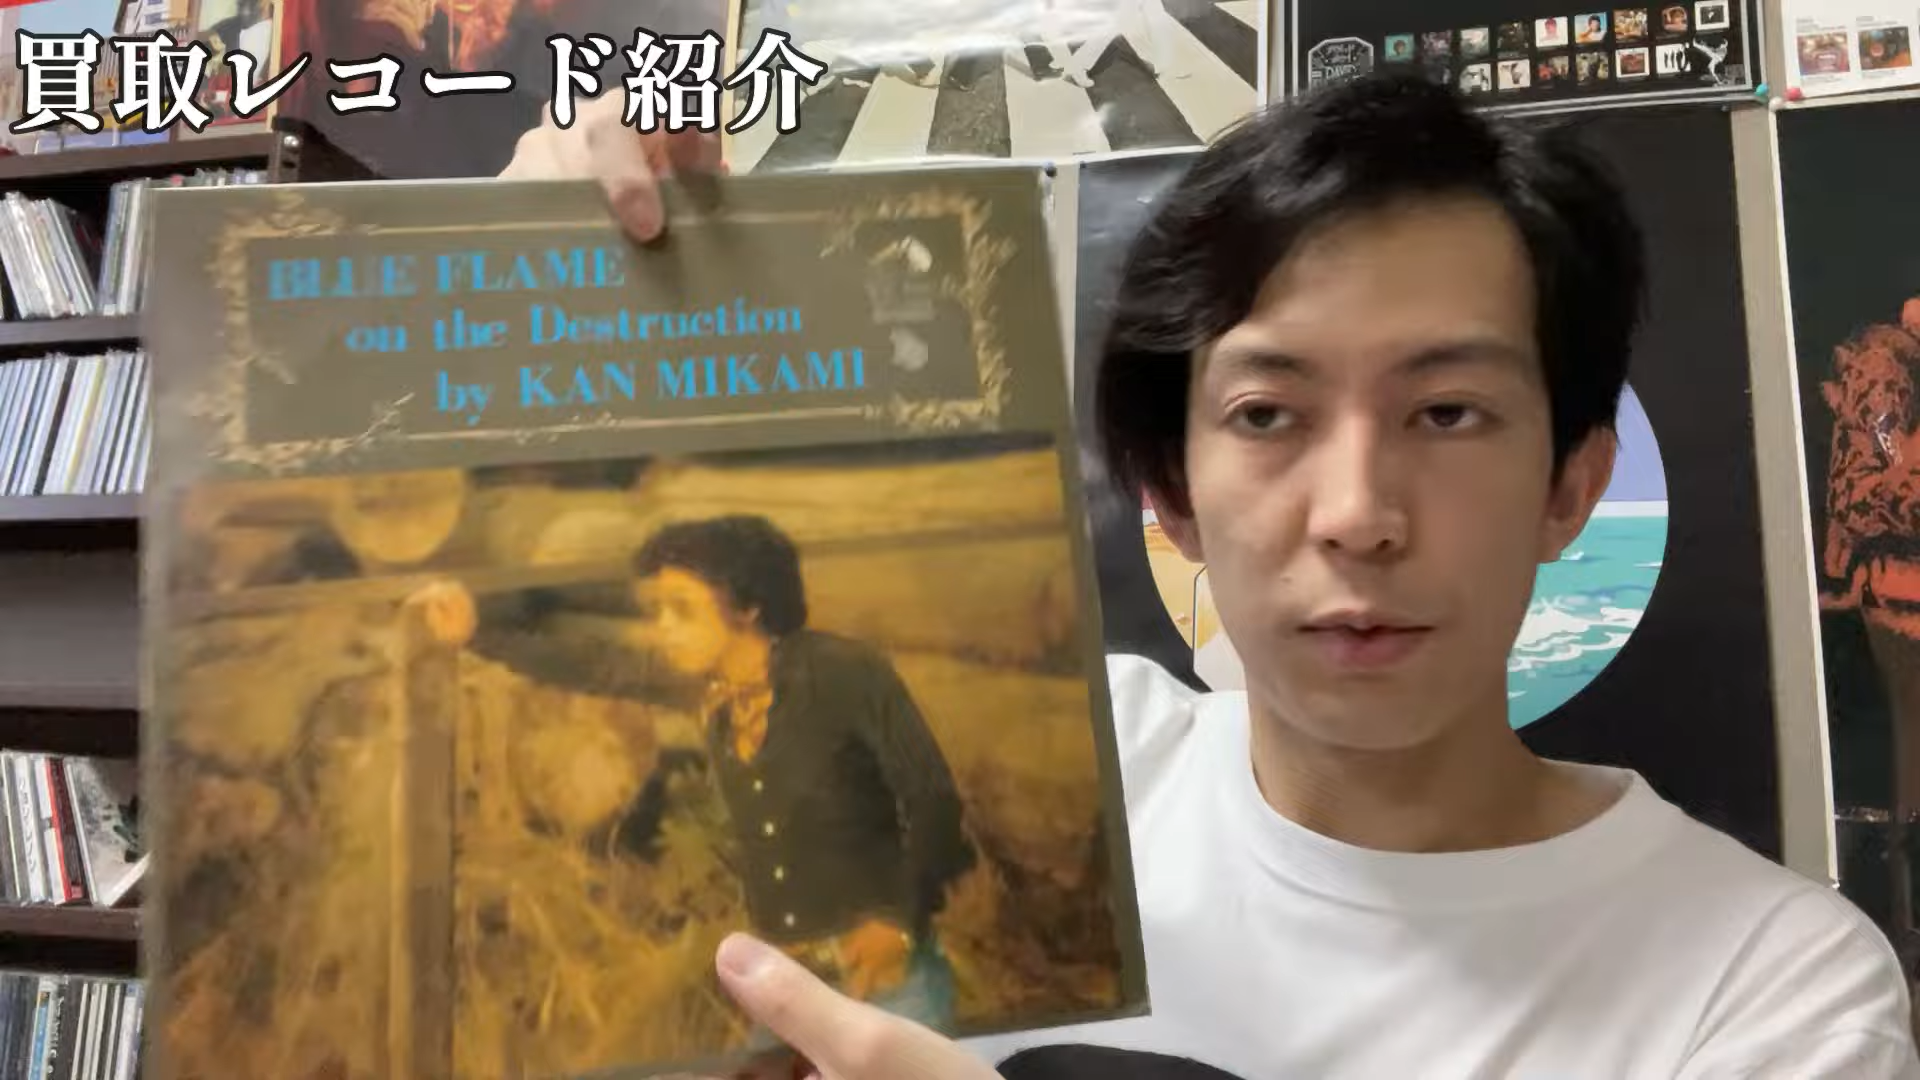 買取レコード紹介
BLUE FLAME
on the Destruction
by KAN MIKAMI